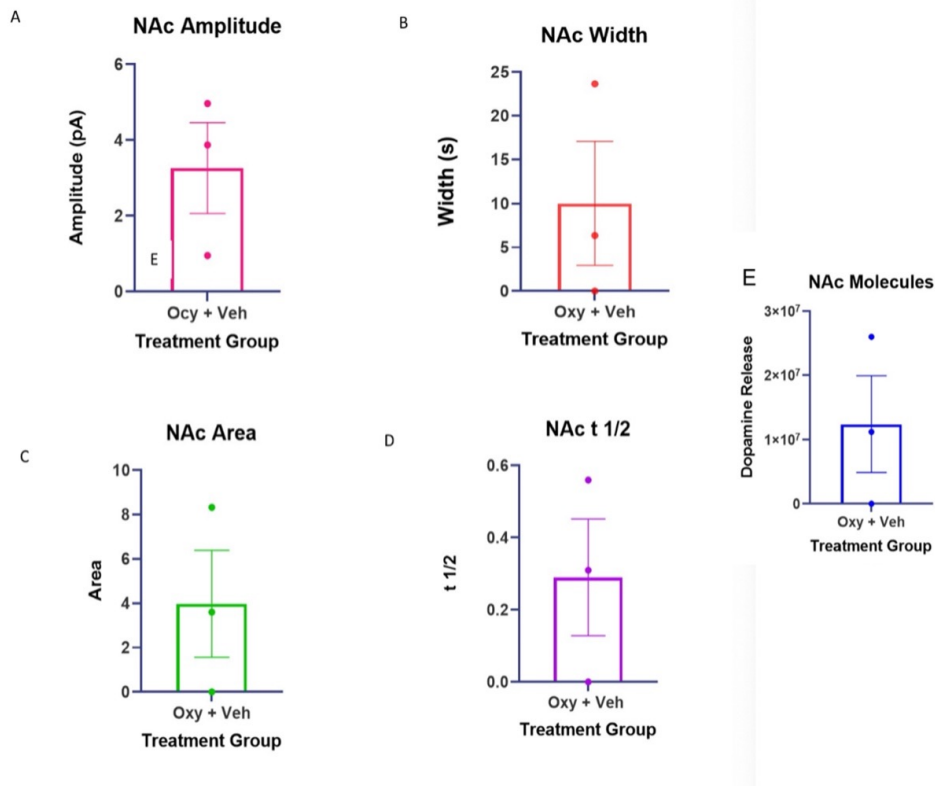 A
NAc Amplitude
6
4
2
0
Amplitude (pA)
E
Ocy + Veh
Treatment Group
B
NAc Width
25
20
15
10
5
0
Width (s)
Oxy + Veh
Treatment Group
C
NAc Area
10
8
6
4
2
0
Area
Oxy + Veh
Treatment Group
D
NAc t 1/2
0.6
0.4
0.2
0.0
t 1/2
Oxy + Veh
Treatment Group
E
NAc Molecules
3×10⁷
2×10⁷
1×10⁷
0
Dopamine Release
Oxy + Veh
Treatment Group